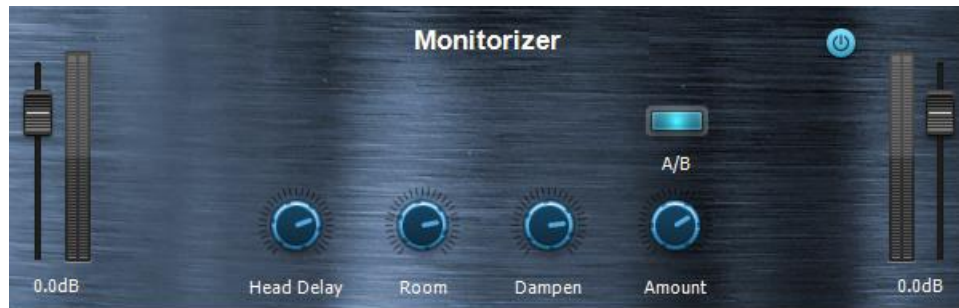 Monitorizer
A/B
0.0dB
Head Delay
Room
Dampen
Amount
0.0dB